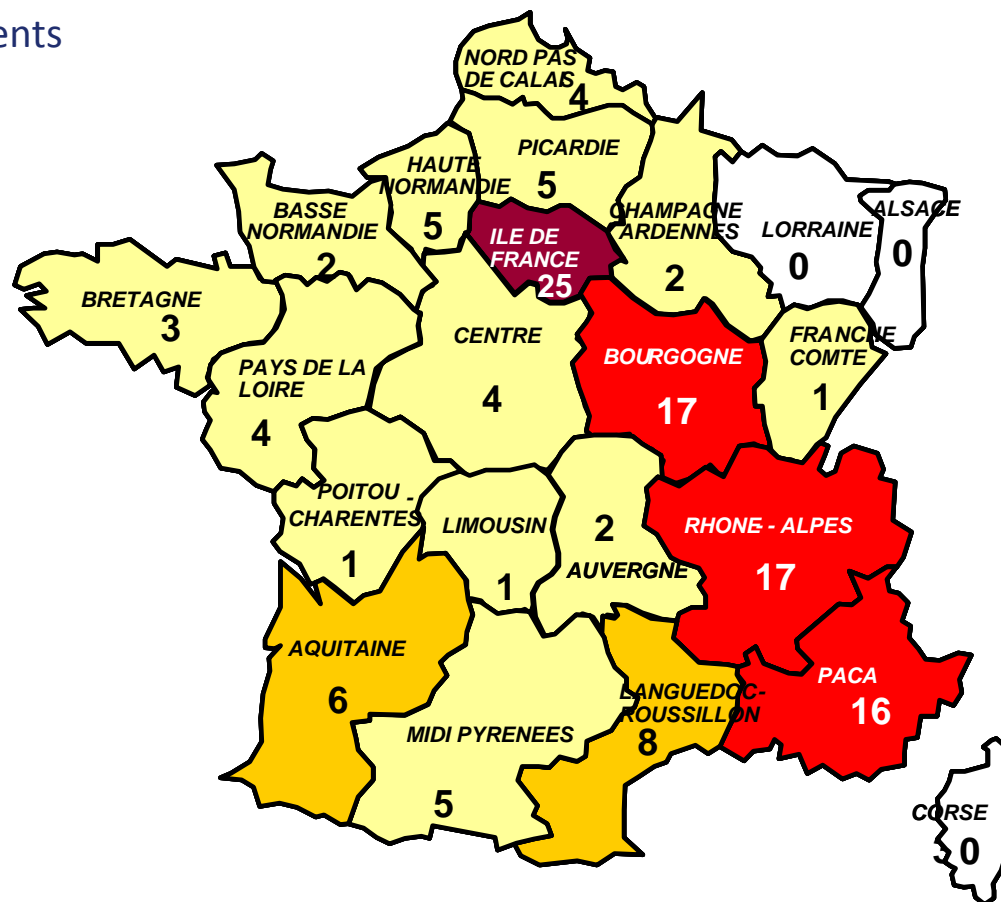 ents
NORD PAS
DE CALAIS
4
PICARDIE
5
HAUTE
NORMANDIE
5
BASSE
NORMANDIE
2
ILE DE
FRANCE
25
CHAMPAGNE
ARDENNES
2
LORRAINE
0
ALSACE
0
BRETAGNE
3
PAYS DE LA
LOIRE
4
CENTRE
4
BOURGOGNE
17
FRANCHE
COMTE
1
POITOU -
CHARENTES
1
LIMOUSIN
1
2
AUVERGNE
RHONE - ALPES
17
AQUITAINE
6
MIDI PYRENEES
5
LANGUEDOC-
ROUSSILLON
8
PACA
16
CORSE
0